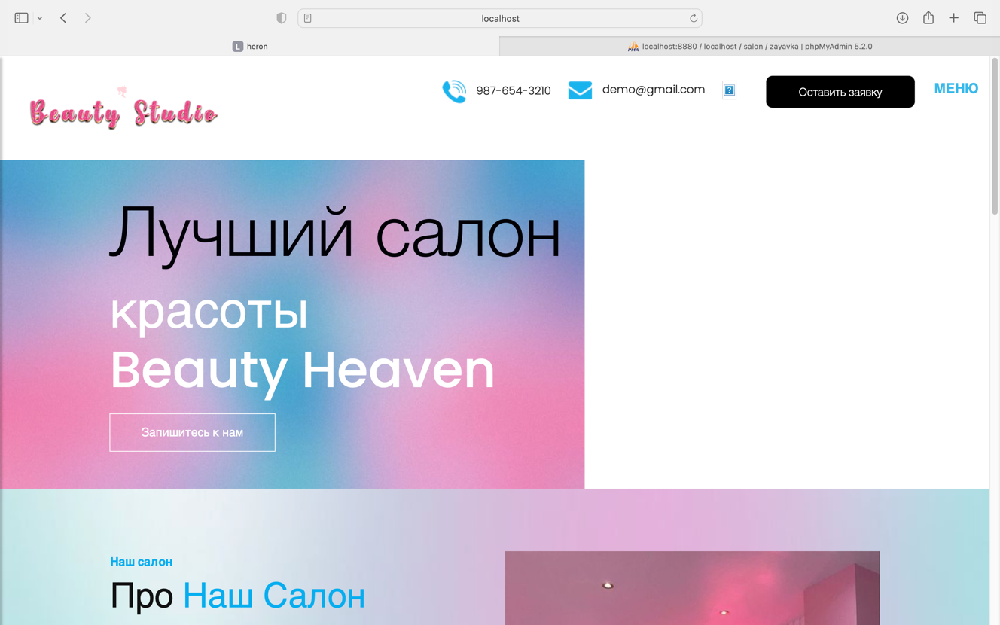 localhost
L heron
PMA localhost:8880 / localhost / salon / zayavka | phpMyAdmin 5.2.0
Beauty Studio
987-654-3210
demo@gmail.com
?
Оставить заявку
МЕНЮ
Лучший салон
красоты
Beauty Heaven
Запишитесь к нам
Наш салон
Про Наш Салон